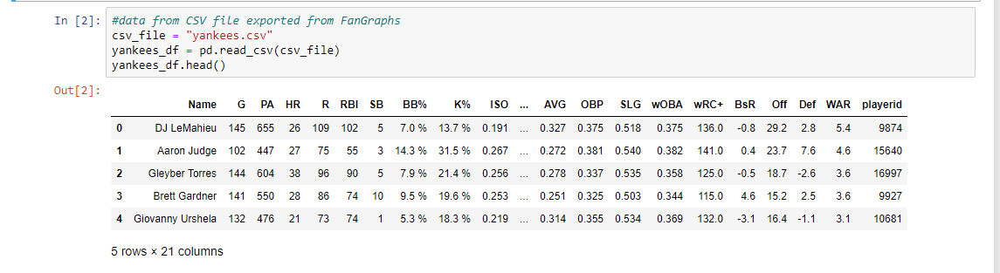 In [2]: #data from CSV file exported from FanGraphs
csv_file = "yankees.csv"
yankees_df = pd.read_csv(csv_file)
yankees_df.head()
Out[2]:
Name G PA HR R RBI SB BB% K% ISO ... AVG OBP SLG wOBA wRC+ BsR Off Def WAR playerid
0 DJ LeMahieu 145 655 26 109 102 5 7.0 % 13.7 % 0.191 ... 0.327 0.375 0.518 0.375 136.0 -0.8 29.2 2.8 5.4 9874
1 Aaron Judge 102 447 27 75 55 3 14.3 % 31.5 % 0.267 ... 0.272 0.381 0.540 0.382 141.0 0.4 23.7 7.6 4.6 15640
2 Gleyber Torres 144 604 38 96 90 5 7.9 % 21.4 % 0.256 ... 0.278 0.337 0.535 0.358 125.0 -0.5 18.7 -2.6 3.6 16997
3 Brett Gardner 141 550 28 86 74 10 9.5 % 19.6 % 0.253 ... 0.251 0.325 0.503 0.344 115.0 4.6 15.2 2.5 3.6 9927
4 Giovanny Urshela 132 476 21 73 74 1 5.3 % 18.3 % 0.219 ... 0.314 0.355 0.534 0.369 132.0 -3.1 16.4 -1.1 3.1 10681
5 rows × 21 columns